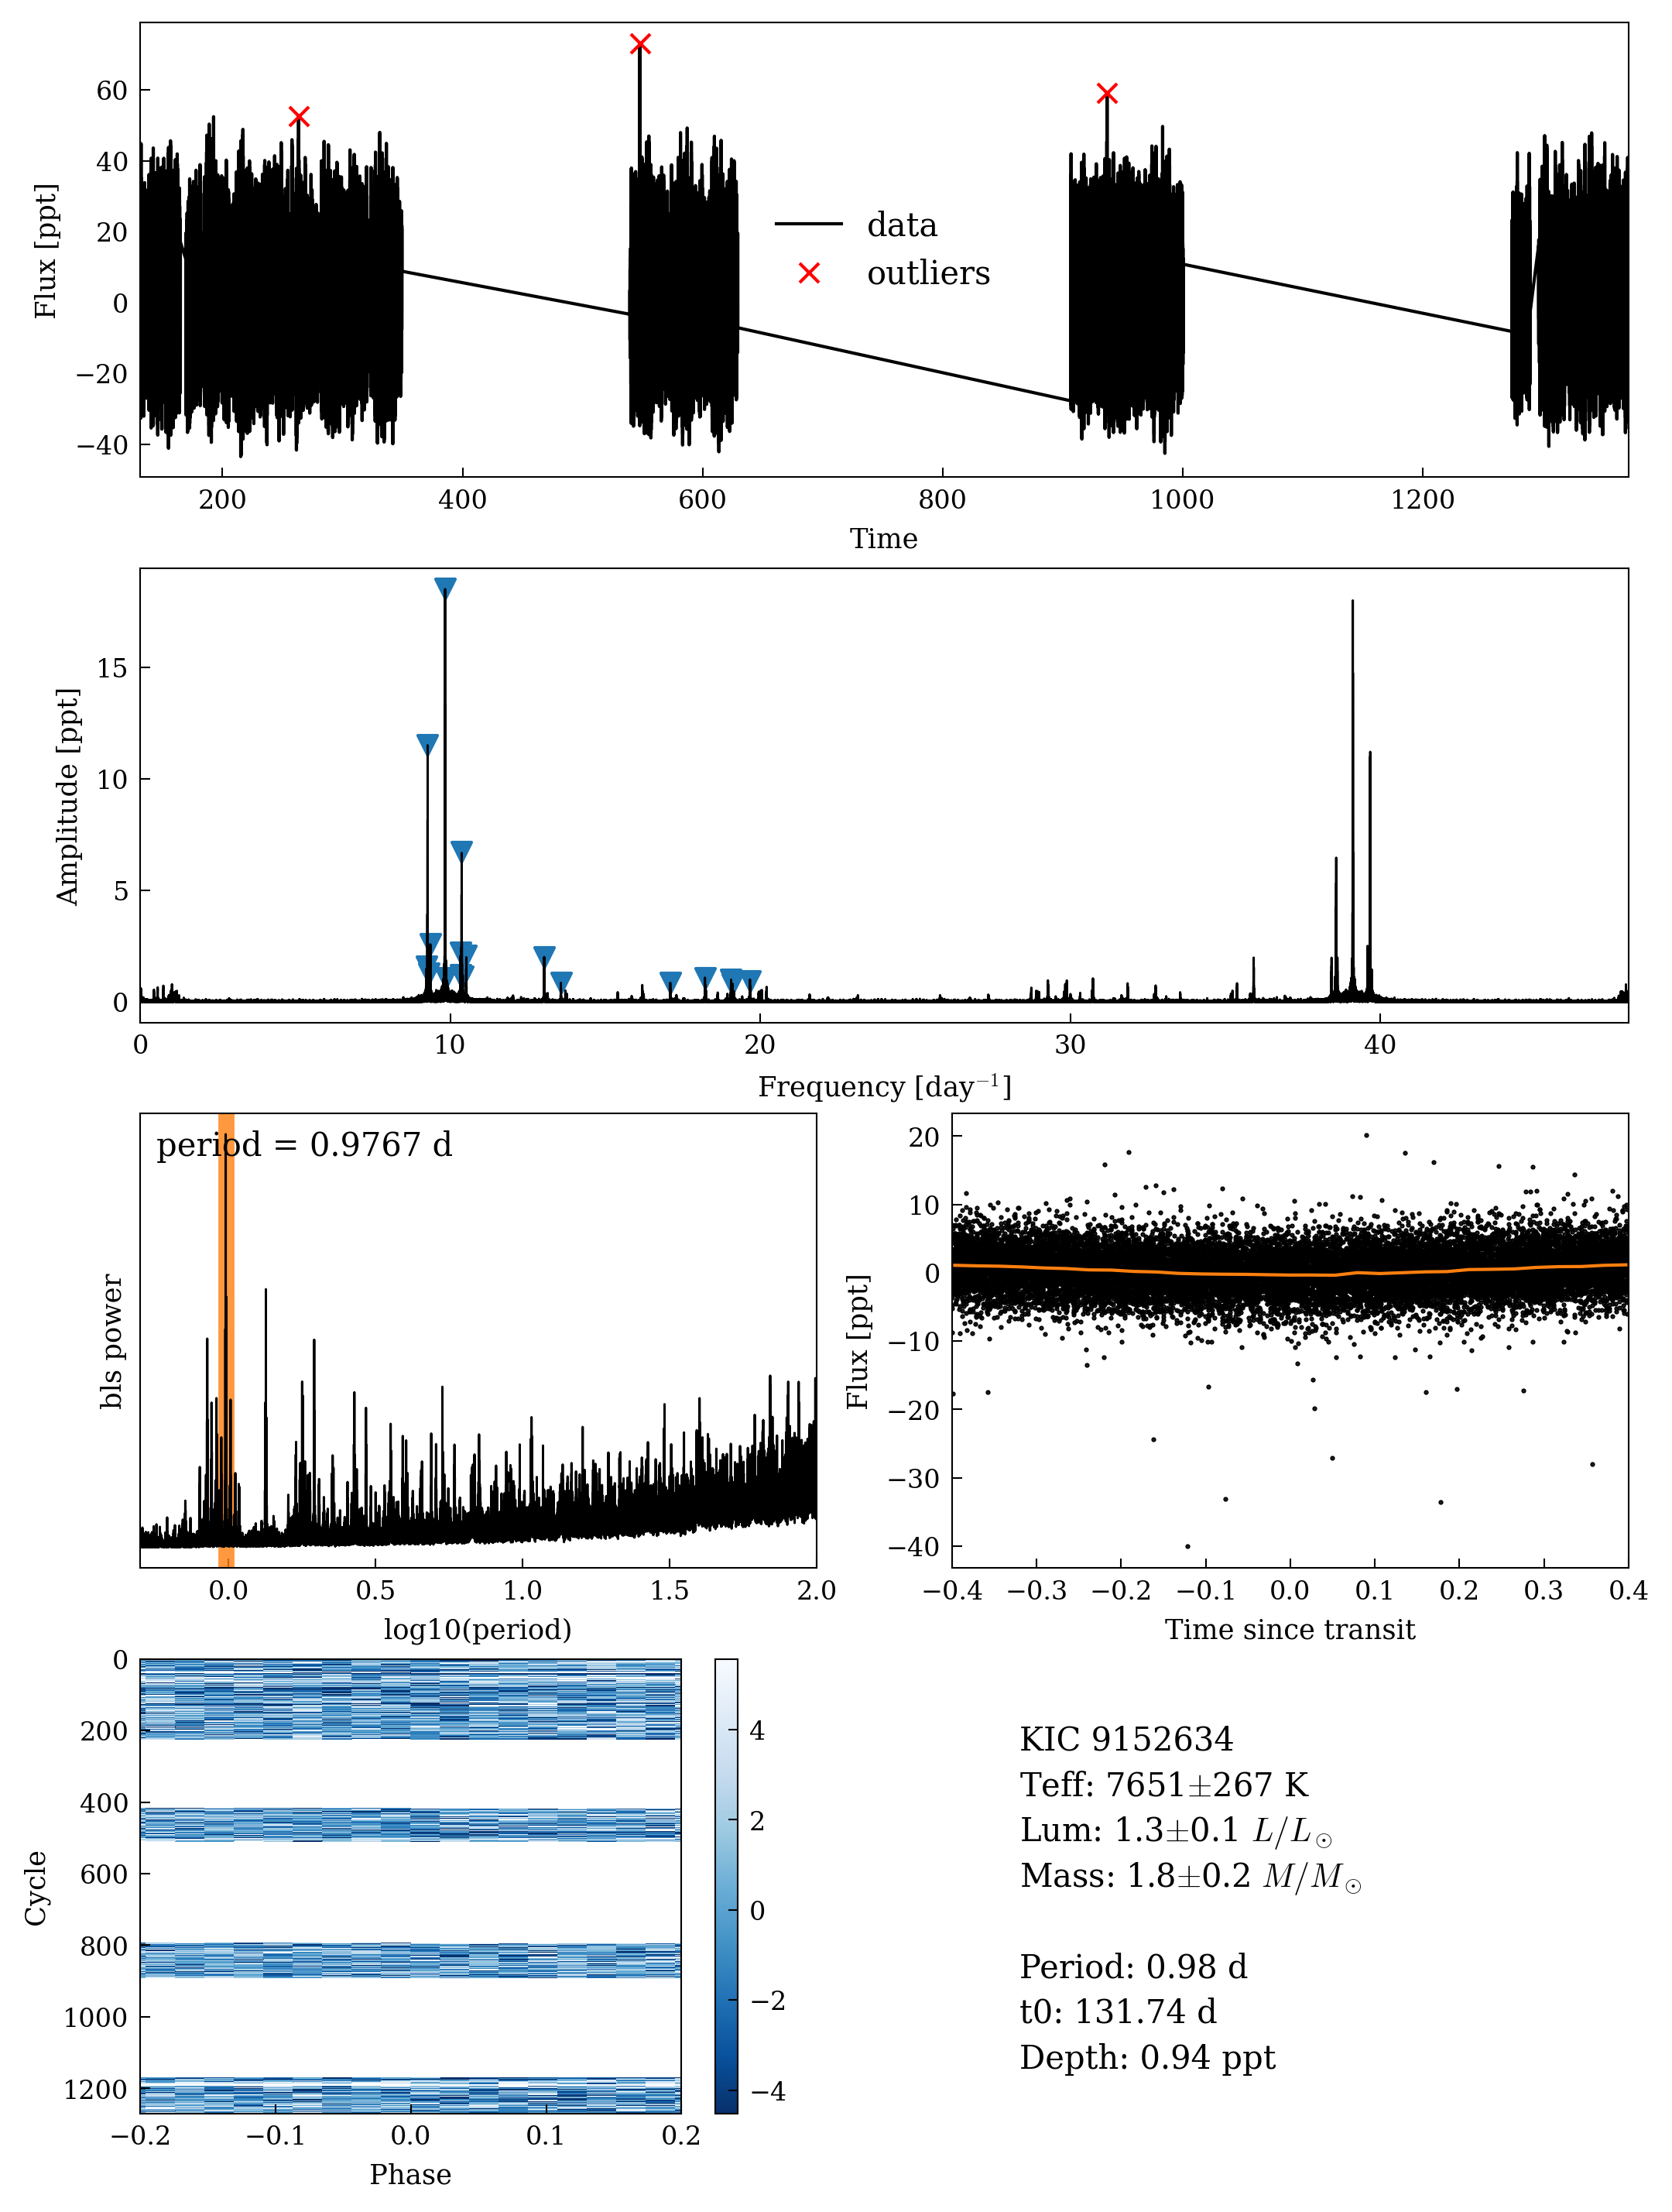 60
40
20
0
−20
−40
Flux [ppt]
data
outliers
200 400 600 800 1000 1200
Time
15
10
5
0
Amplitude [ppt]
0 10 20 30 40
Frequency [day⁻¹]
period = 0.9767 d
bls power
0.0 0.5 1.0 1.5 2.0
log10(period)
20
10
0
−10
−20
−30
−40
Flux [ppt]
−0.4 −0.3 −0.2 −0.1 0.0 0.1 0.2 0.3 0.4
Time since transit
0
200
400
600
800
1000
1200
Cycle
−0.2 −0.1 0.0 0.1 0.2
Phase
4
2
0
−2
−4
KIC 9152634
Teff: 7651±267 K
Lum: 1.3±0.1 L/L☉
Mass: 1.8±0.2 M/M☉
Period: 0.98 d
t0: 131.74 d
Depth: 0.94 ppt